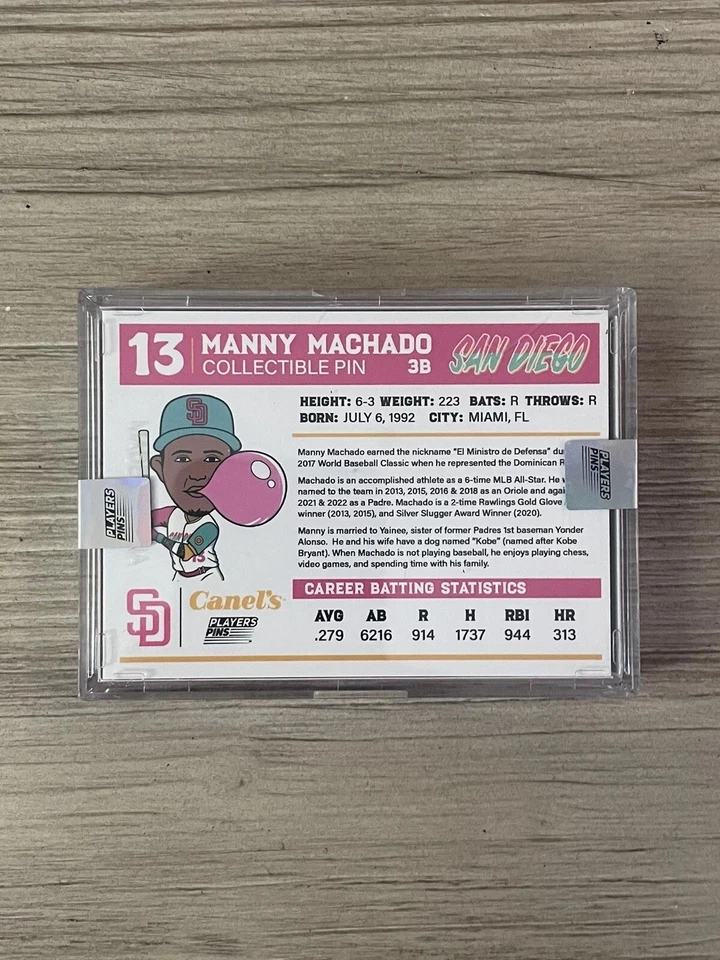 13 MANNY MACHADO
COLLECTIBLE PIN 3B
SAN DIEGO
HEIGHT: 6-3 WEIGHT: 223 BATS: R THROWS: R
BORN: JULY 6, 1992 CITY: MIAMI, FL
Manny Machado earned the nickname "El Ministro de Defensa" du
2017 World Baseball Classic when he represented the Dominican R
Machado is an accomplished athlete as a 6-time MLB All-Star. He w
named to the team in 2013, 2015, 2016 & 2018 as an Oriole and agai
2021 & 2022 as a Padre. Machado is a 2-time Rawlings Gold Glove
winner (2013, 2015), and Silver Slugger Award Winner (2020).
Manny is married to Yainee, sister of former Padres 1st baseman Yonder
Alonso. He and his wife have a dog named "Kobe" (named after Kobe
Bryant). When Machado is not playing baseball, he enjoys playing chess,
video games, and spending time with his family.
CAREER BATTING STATISTICS
AVG AB R H RBI HR
.279 6216 914 1737 944 313
SD
SD
13
Canel's
PLAYERS
PINS
PLAYERS
PINS
PLAYERS
PINS